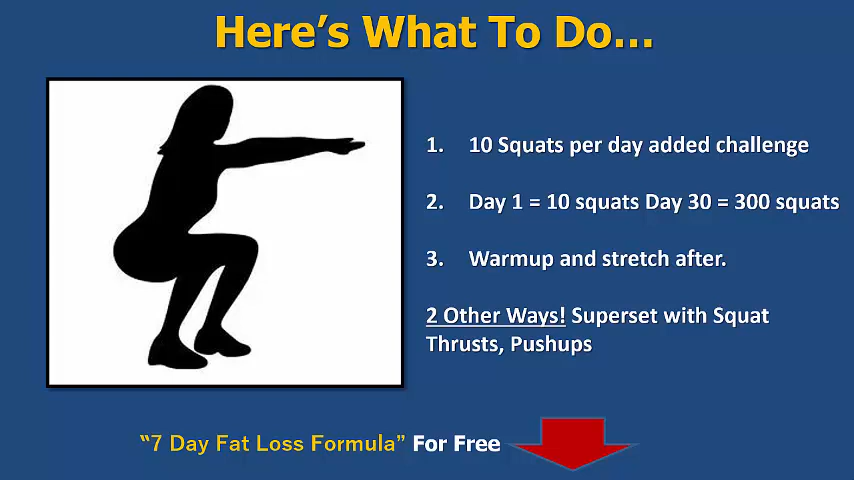 Here's What To Do...
1. 10 Squats per day added challenge
2. Day 1 = 10 squats Day 30 = 300 squats
3. Warmup and stretch after.
2 Other Ways! Superset with Squat
Thrusts, Pushups
“7 Day Fat Loss Formula” For Free